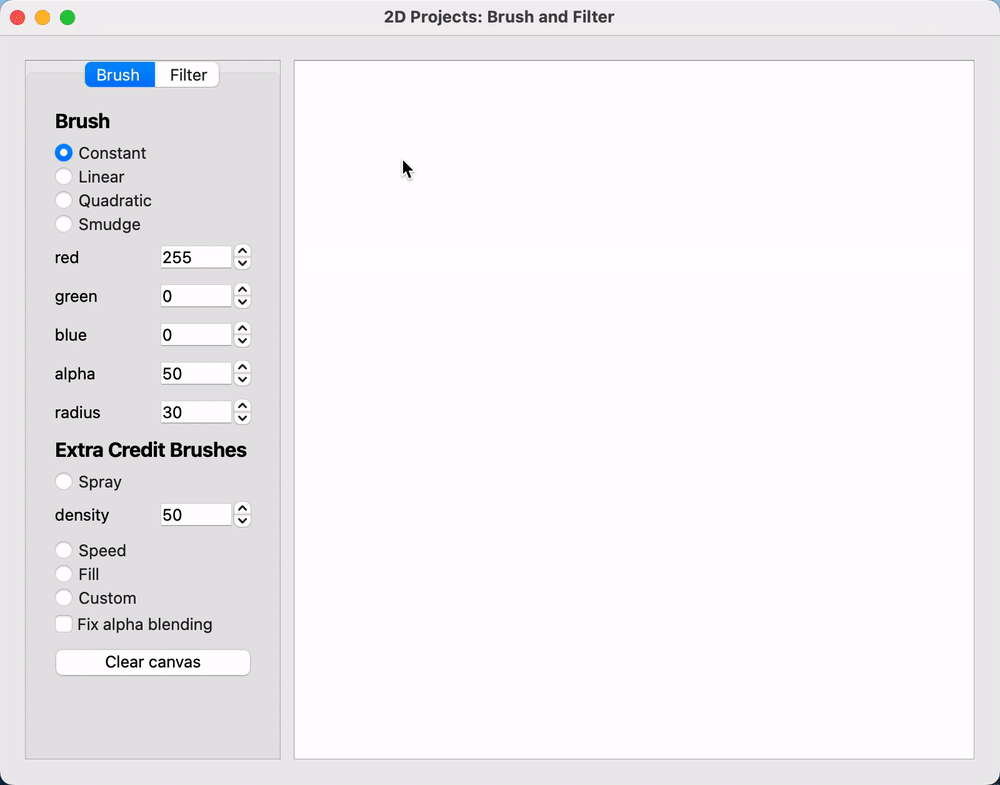 2D Projects: Brush and Filter
Brush Filter
Brush
Constant
Linear
Quadratic
Smudge
red 255
green 0
blue 0
alpha 50
radius 30
Extra Credit Brushes
Spray
density 50
Speed
Fill
Custom
Fix alpha blending
Clear canvas